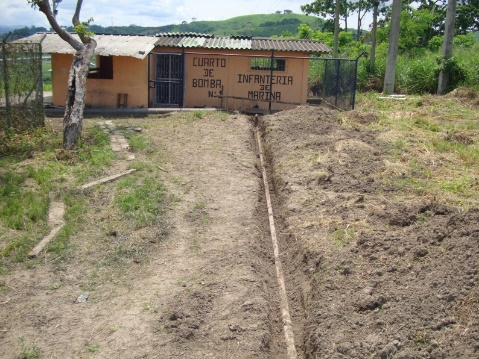 CUARTO
DE
BOMBA
N.1
INFANTERIA
DE
MARINA